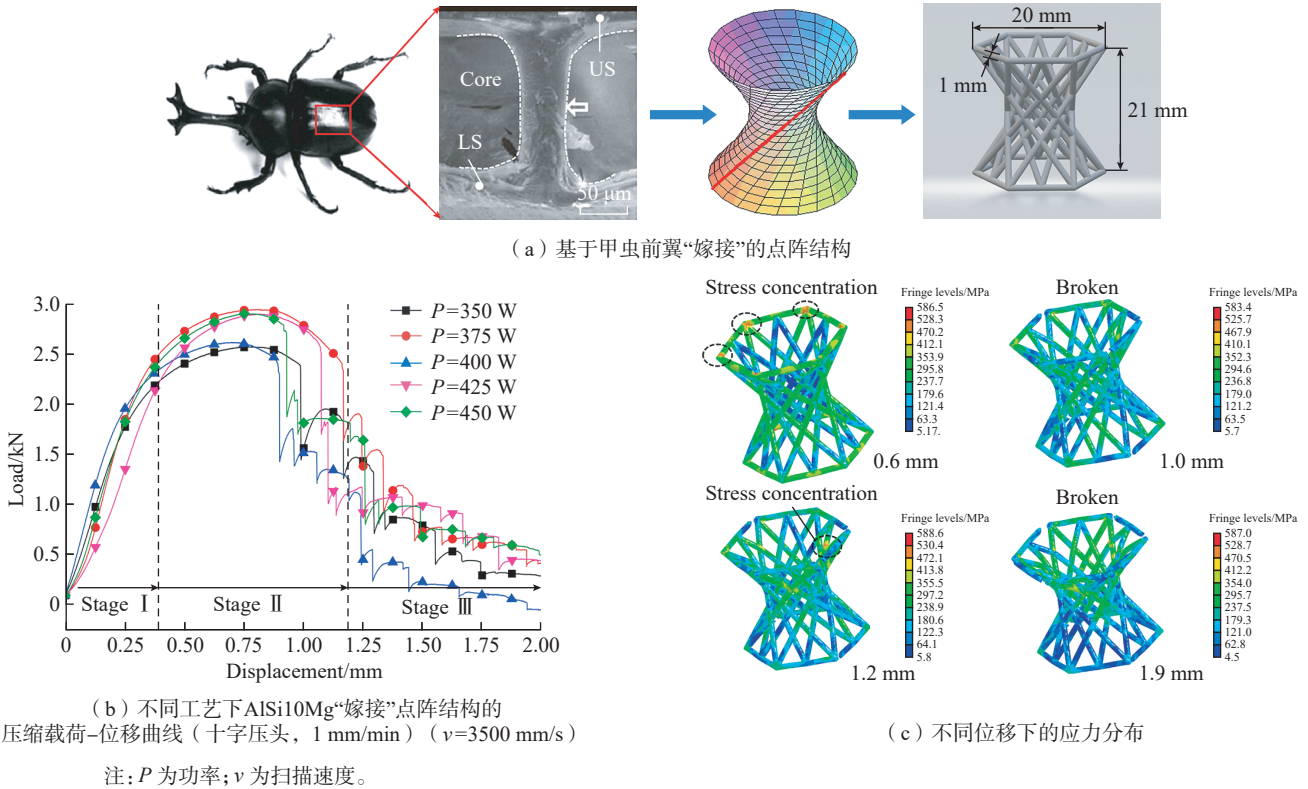 Core
US
LS
50 μm
20 mm
1 mm
21 mm
(a)基于甲虫前翼“嫁接”的点阵结构
Load/kN
3.0
2.5
2.0
1.5
1.0
0.5
0
P=350 W
P=375 W
P=400 W
P=425 W
P=450 W
Stage Ⅰ
Stage Ⅱ
Stage Ⅲ
0 0.25 0.50 0.75 1.00 1.25 1.50 1.75 2.00
Displacement/mm
(b)不同工艺下AlSi10Mg“嫁接”点阵结构的
压缩载荷–位移曲线(十字压头，1 mm/min)(v=3500 mm/s)
Stress concentration
Fringe levels/MPa
586.5
528.3
470.2
412.1
353.9
295.8
237.7
179.6
121.4
63.3
5.17.
0.6 mm
Broken
Fringe levels/MPa
583.4
525.7
467.9
410.1
352.3
294.6
236.8
179.0
121.2
63.5
5.7
1.0 mm
Stress concentration
Fringe levels/MPa
588.6
530.4
472.1
413.8
355.5
297.2
238.9
180.6
122.3
64.1
5.8
1.2 mm
Broken
Fringe levels/MPa
587.0
528.7
470.5
412.2
354.0
295.7
237.5
179.3
121.0
62.8
4.5
1.9 mm
(c)不同位移下的应力分布
注：P 为功率；v 为扫描速度。